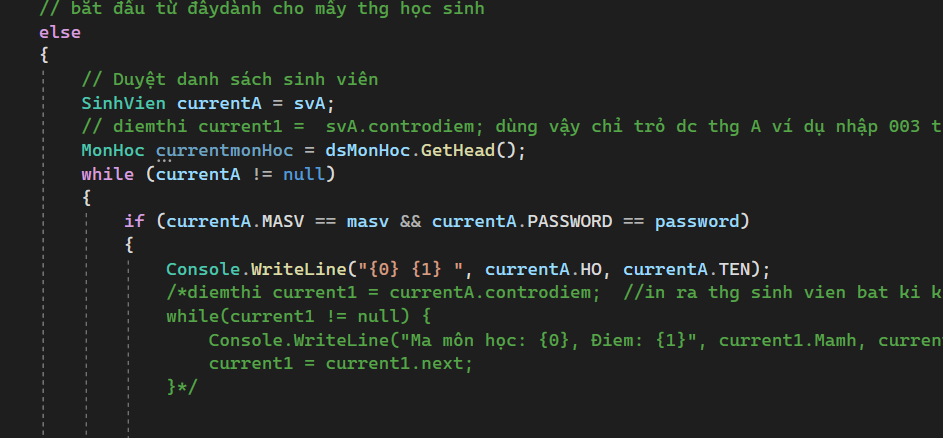 // bắt đầu từ đâydành cho mấy thg học sinh
else
{
// Duyệt danh sách sinh viên
SinhVien currentA = svA;
// diemthi current1 =  svA.controdiem; dùng vậy chỉ trỏ dc thg A ví dụ nhập 003 t
MonHoc currentmonHoc = dsMonHoc.GetHead();
while (currentA != null)
{
if (currentA.MASV == masv && currentA.PASSWORD == password)
{
Console.WriteLine("{0} {1} ", currentA.HO, currentA.TEN);
/*diemthi current1 = currentA.controdiem;  //in ra thg sinh vien bat ki k
while(current1 != null) {
Console.WriteLine("Ma môn học: {0}, Điem: {1}", current1.Mamh, curren
current1 = current1.next;
}*/